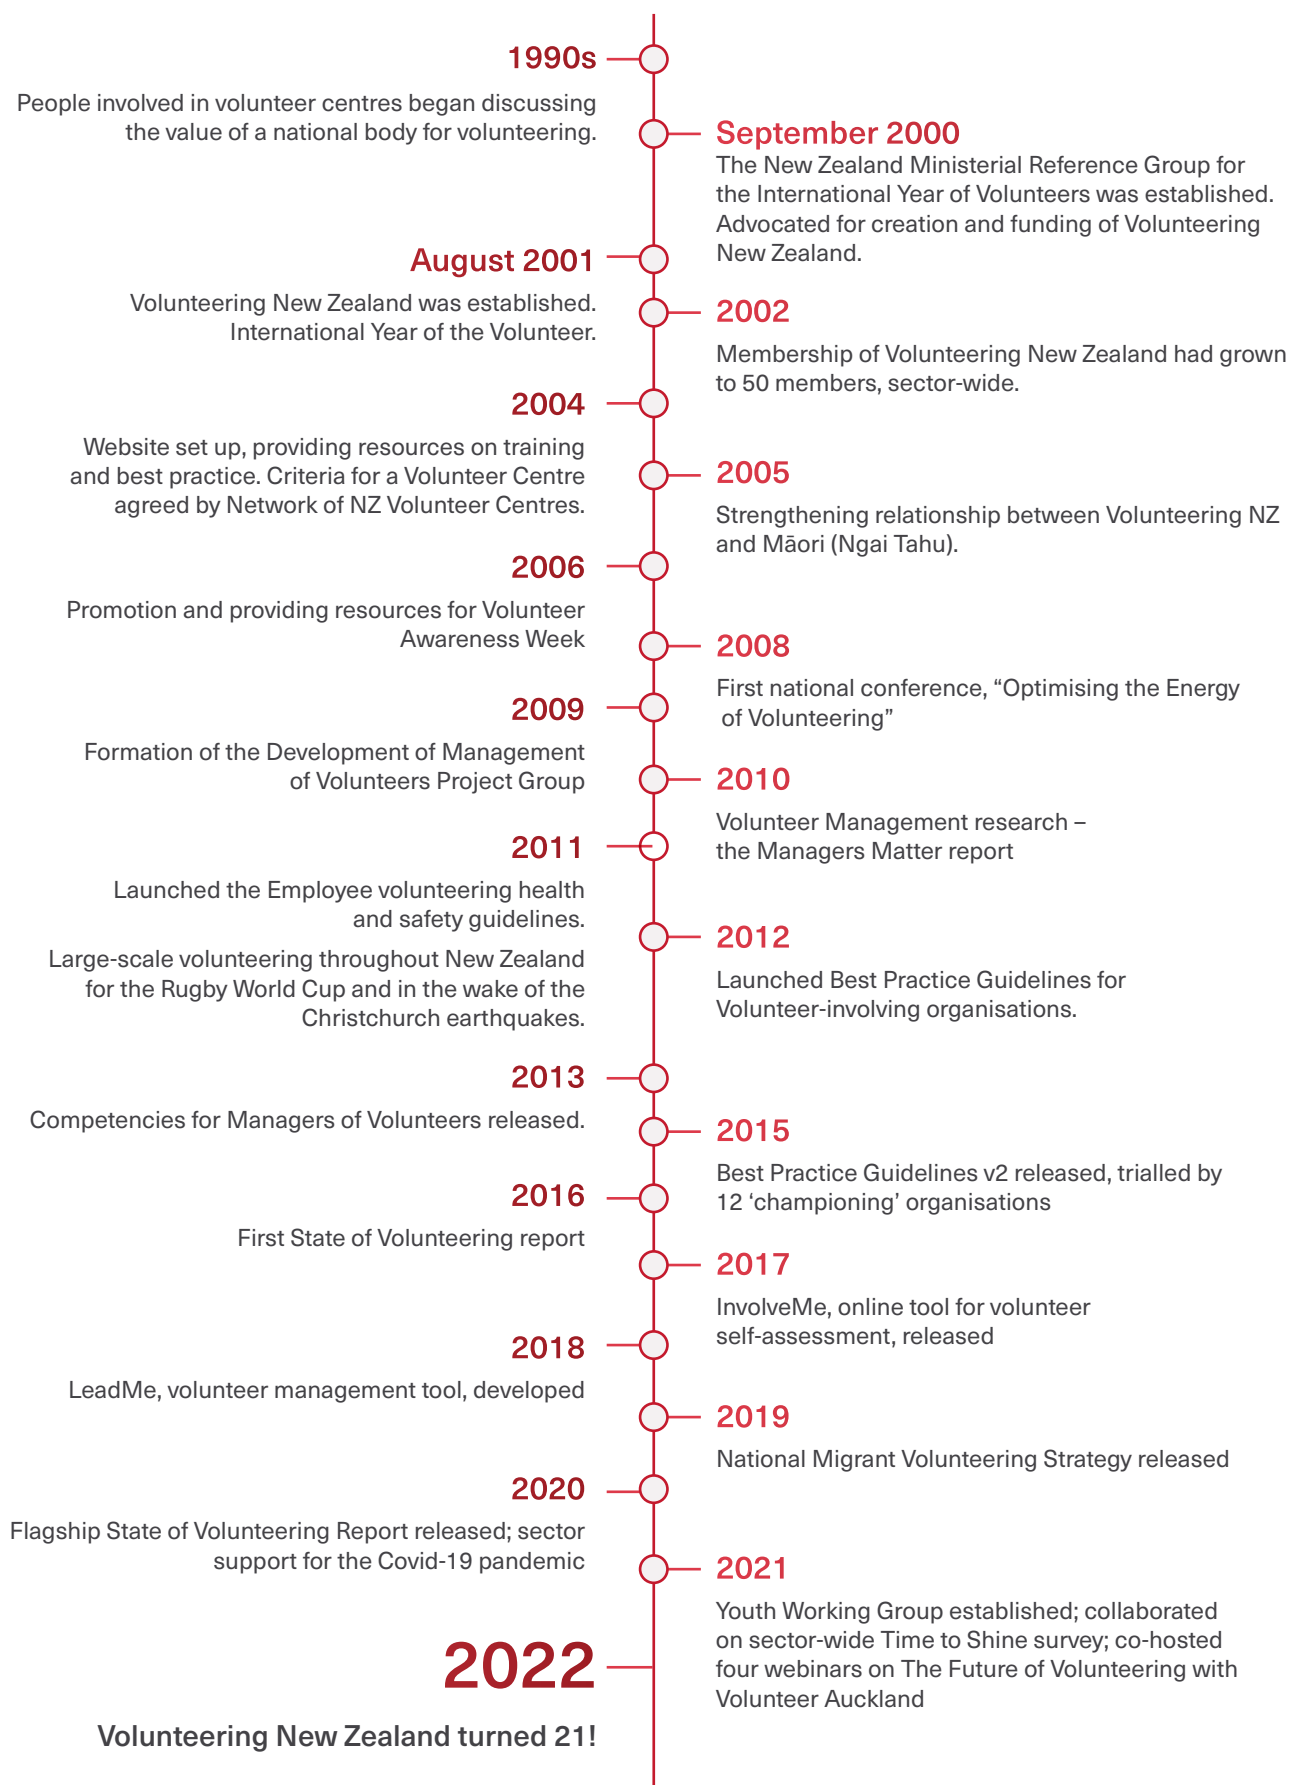 1990s
People involved in volunteer centres began discussing
the value of a national body for volunteering.
September 2000
The New Zealand Ministerial Reference Group for
the International Year of Volunteers was established.
Advocated for creation and funding of Volunteering
New Zealand.
August 2001
Volunteering New Zealand was established.
International Year of the Volunteer.
2002
Membership of Volunteering New Zealand had grown
to 50 members, sector-wide.
2004
Website set up, providing resources on training
and best practice. Criteria for a Volunteer Centre
agreed by Network of NZ Volunteer Centres.
2005
Strengthening relationship between Volunteering NZ
and Māori (Ngai Tahu).
2006
Promotion and providing resources for Volunteer
Awareness Week
2008
First national conference, “Optimising the Energy
of Volunteering”
2009
Formation of the Development of Management
of Volunteers Project Group
2010
Volunteer Management research –
the Managers Matter report
2011
Launched the Employee volunteering health
and safety guidelines.
Large-scale volunteering throughout New Zealand
for the Rugby World Cup and in the wake of the
Christchurch earthquakes.
2012
Launched Best Practice Guidelines for
Volunteer-involving organisations.
2013
Competencies for Managers of Volunteers released.
2015
Best Practice Guidelines v2 released, trialled by
12 ‘championing’ organisations
2016
First State of Volunteering report
2017
InvolveMe, online tool for volunteer
self-assessment, released
2018
LeadMe, volunteer management tool, developed
2019
National Migrant Volunteering Strategy released
2020
Flagship State of Volunteering Report released; sector
support for the Covid-19 pandemic
2021
Youth Working Group established; collaborated
on sector-wide Time to Shine survey; co-hosted
four webinars on The Future of Volunteering with
Volunteer Auckland
2022
Volunteering New Zealand turned 21!